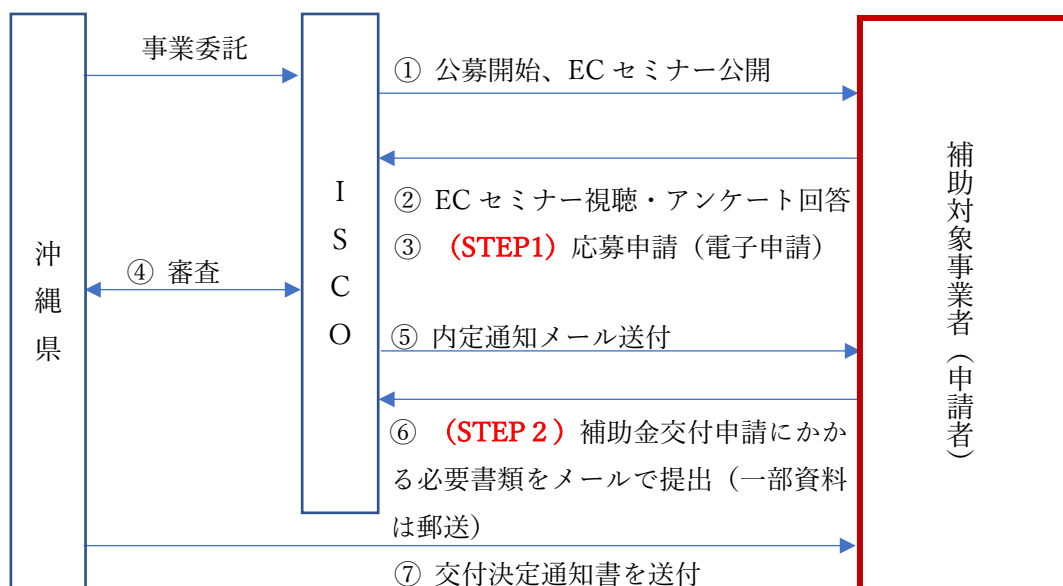 事業委託
① 公募開始、EC セミナー公開
② EC セミナー視聴・アンケート回答
③ （STEP1）応募申請（電子申請）
④ 審査
⑤ 内定通知メール送付
⑥ （STEP２）補助金交付申請にかか
る必要書類をメールで提出（一部資料
は郵送）
⑦ 交付決定通知書を送付
沖縄県
ISCO
補助対象事業者（申請者）